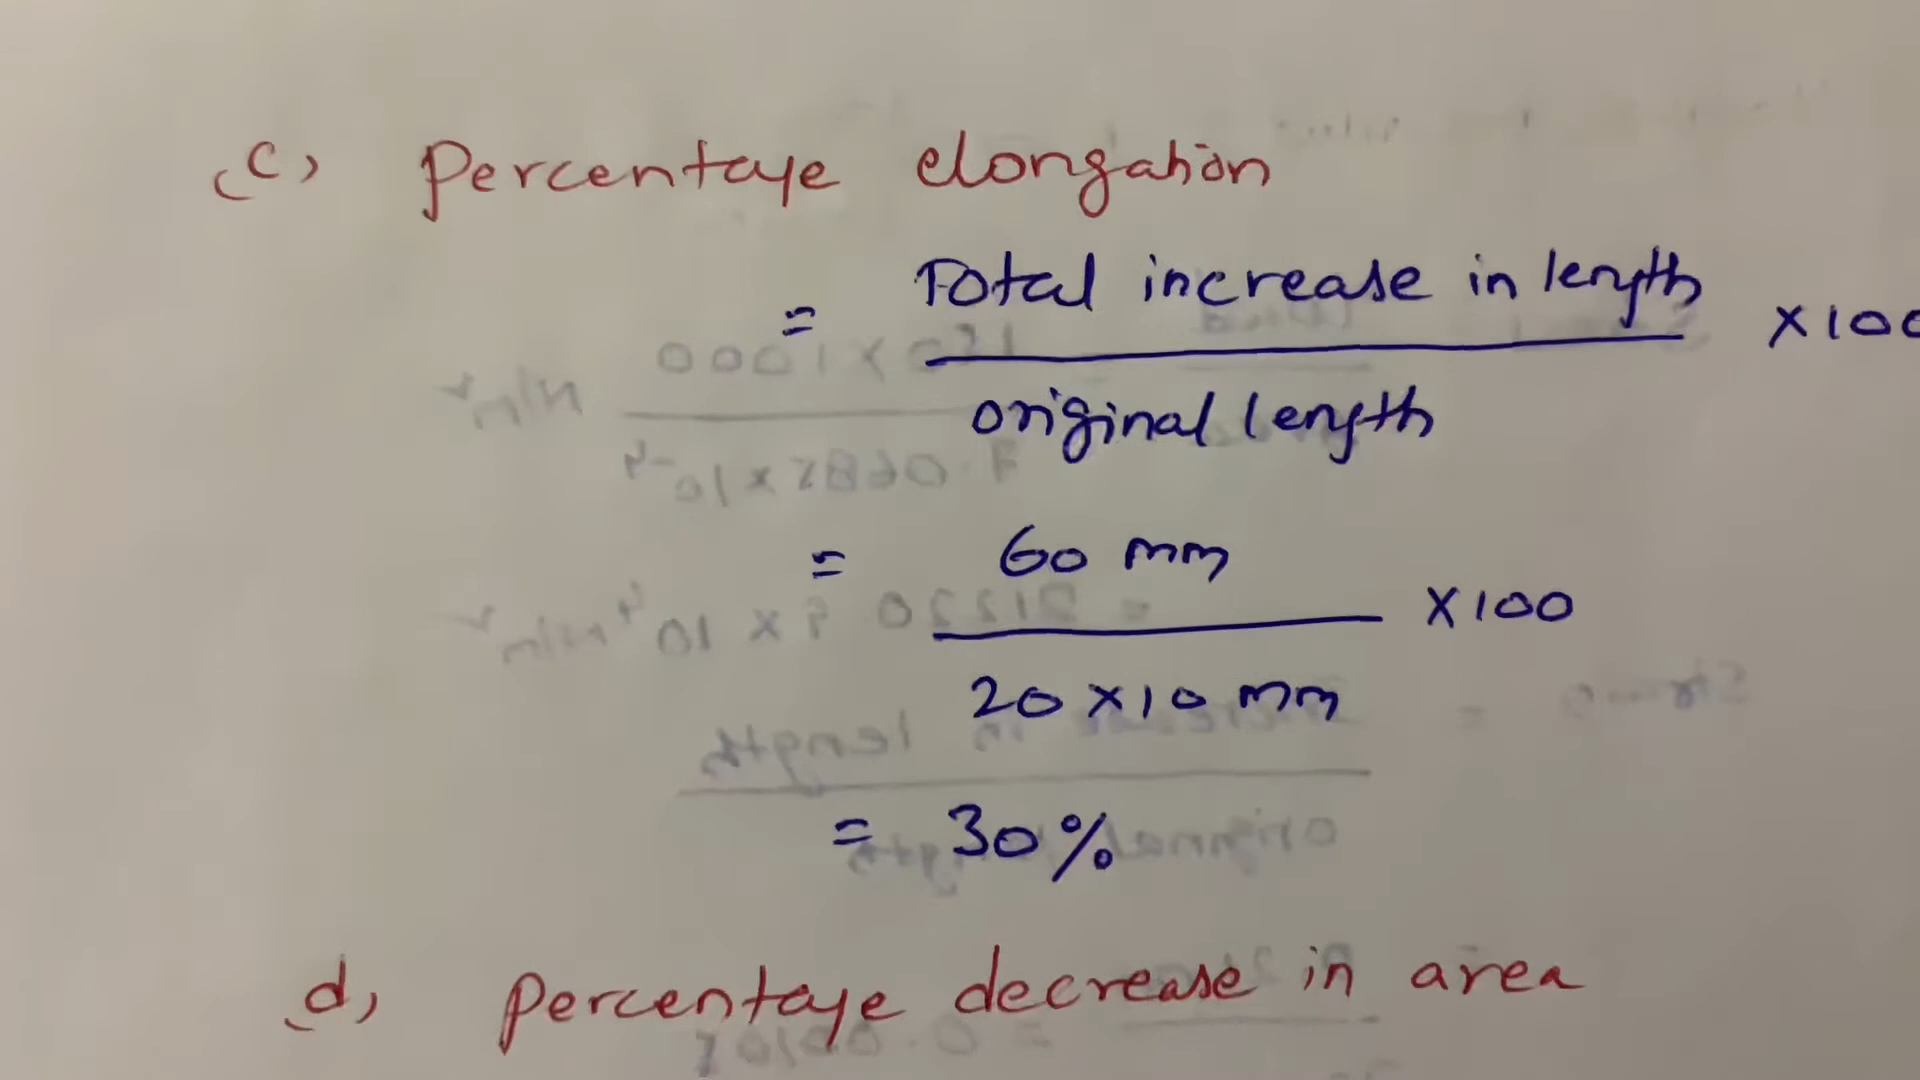 (c) Percentage elongation
= Total increase in length
× 100
original length
= 60 mm
× 100
20 × 10 mm
= 30%
(d) percentage decrease in area